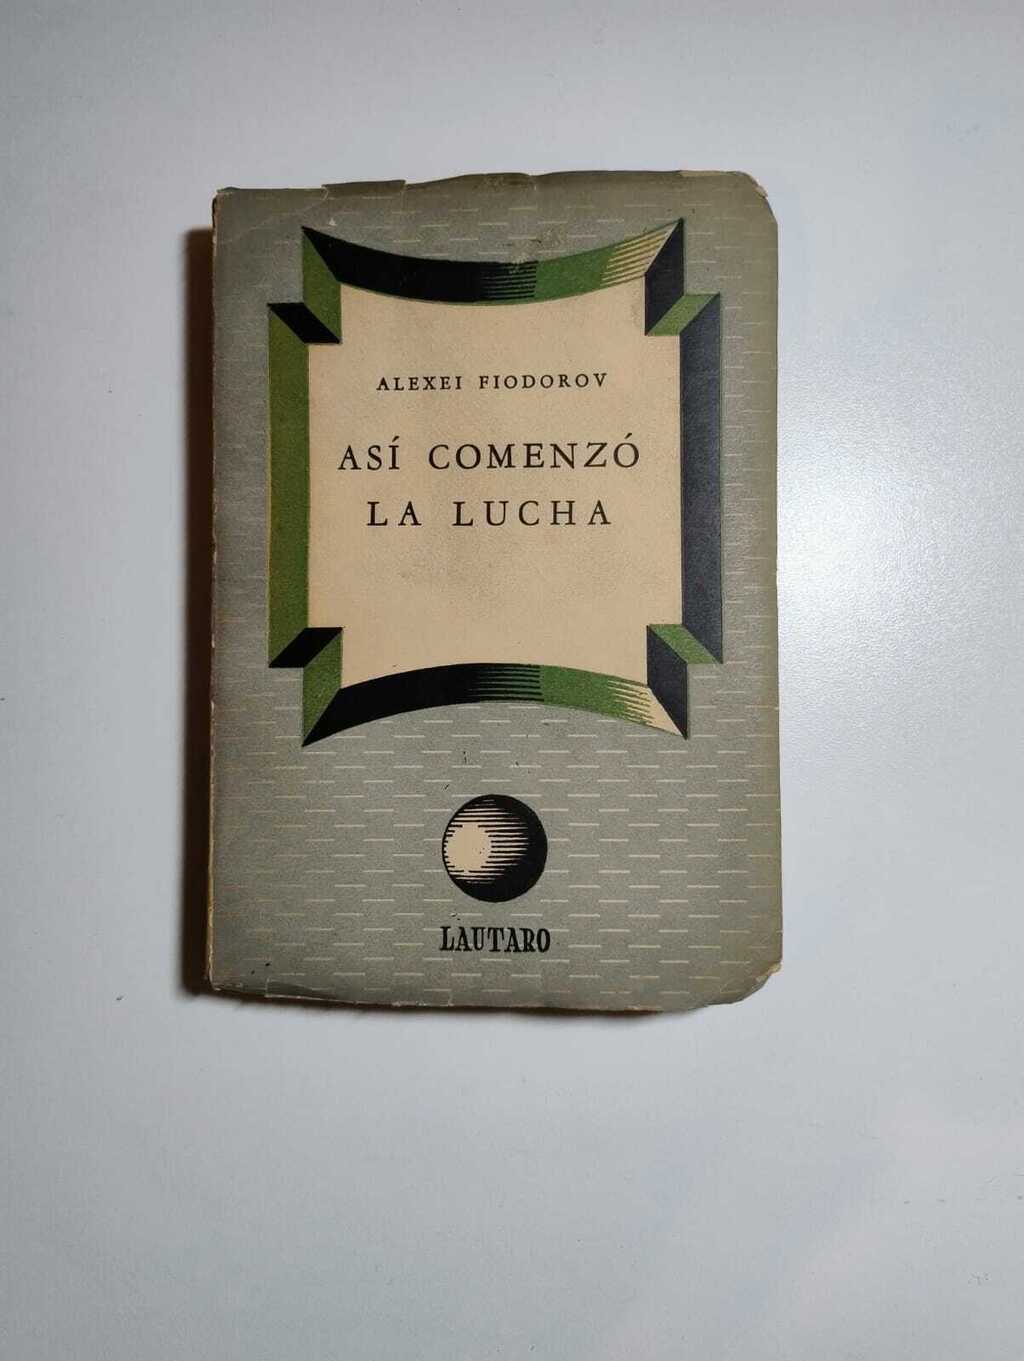 ALEXEI FIODOROV
ASÍ COMENZÓ
LA LUCHA
LAUTARO